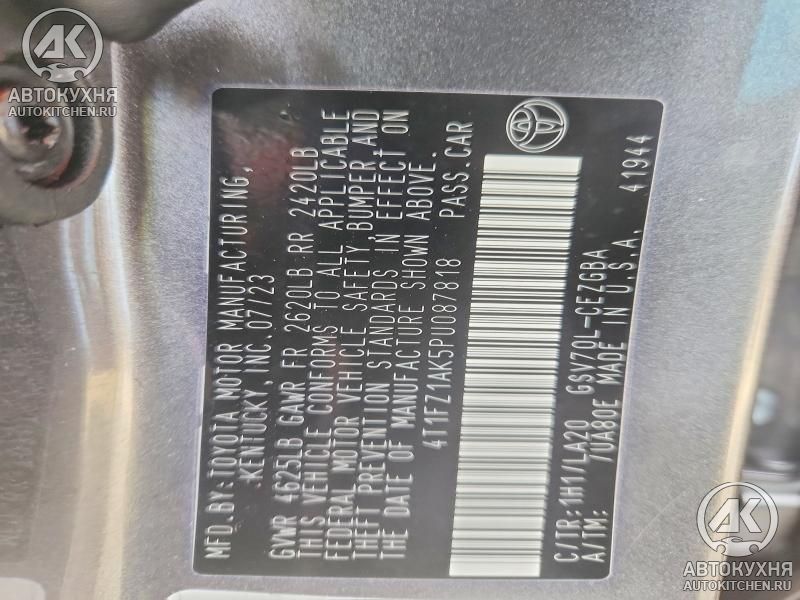 MFD.BY: TOYOTA MOTOR MANUFACTURING,
KENTUCKY, INC. 07/23
GVWR 4625LB GAWR FR 2620LB RR 2420LB
THIS VEHICLE CONFORMS TO ALL APPLICABLE
FEDERAL MOTOR VEHICLE SAFETY, BUMPER, AND
THEFT PREVENTION STANDARDS IN EFFECT ON
THE DATE OF MANUFACTURE SHOWN ABOVE.
4T1FZ1AK5PU087818 PASS.CAR
C/TR:1H1/LA20 GSV70L-CEZGBA
A/TM: /UA80E MADE IN U.S.A. 41944
АК
АВТОКУХНЯ
AUTOKITCHEN.RU
АК
АВТОКУХНЯ
AUTOKITCHEN.RU